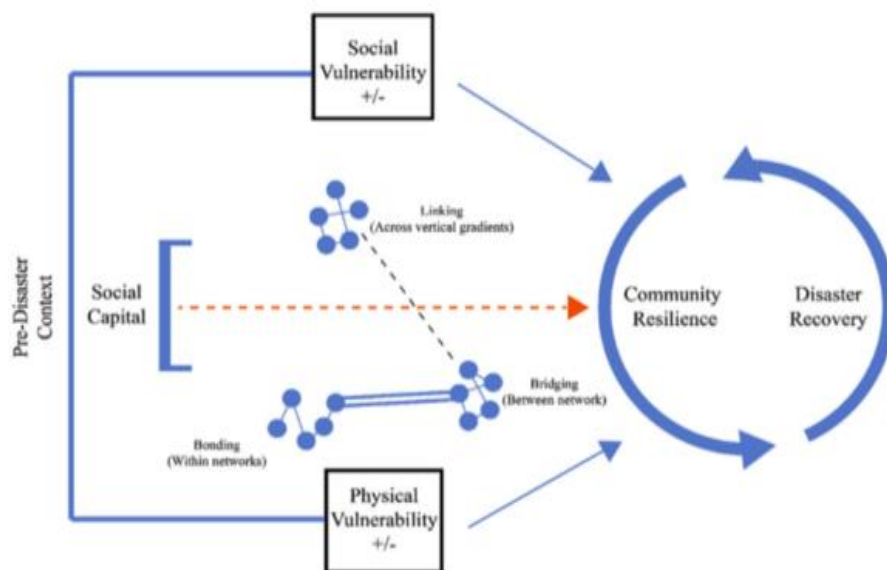 Social
Vulnerability
+/-
Linking
(Across vertical gradients)
Pre-Disaster
Context
Social
Capital
Community
Resilience
Disaster
Recovery
Bridging
(Between network)
Bonding
(Within networks)
Physical
Vulnerability
+/-